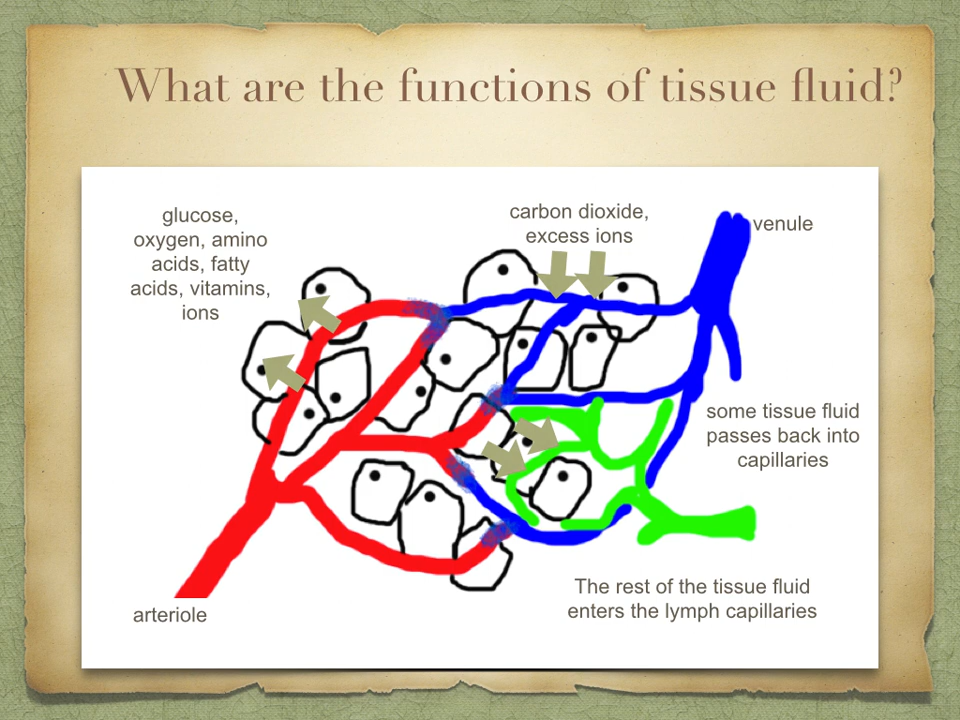 What are the functions of tissue fluid?
glucose,
oxygen, amino
acids, fatty
acids, vitamins,
ions
carbon dioxide,
excess ions
venule
some tissue fluid
passes back into
capillaries
The rest of the tissue fluid
enters the lymph capillaries
arteriole